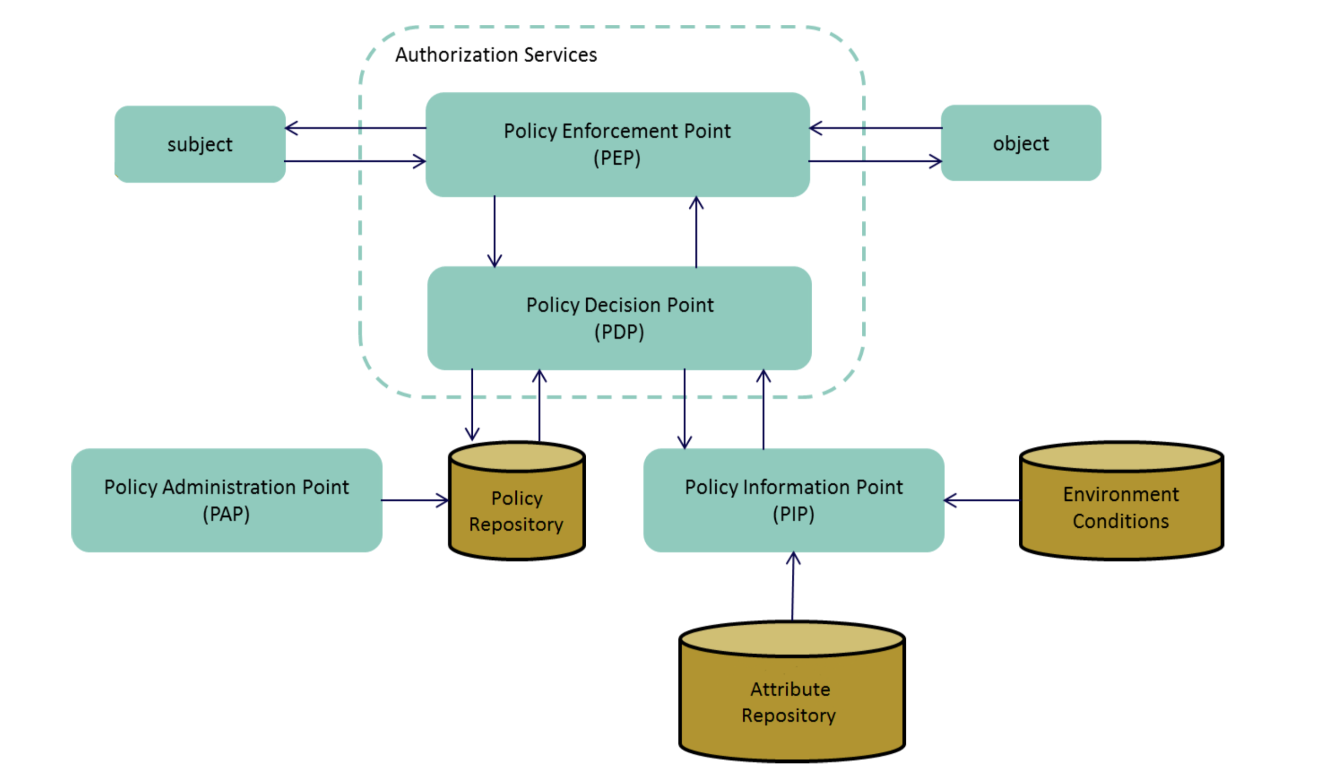 Authorization Services
subject
Policy Enforcement Point
(PEP)
object
Policy Decision Point
(PDP)
Policy Administration Point
(PAP)
Policy
Repository
Policy Information Point
(PIP)
Environment
Conditions
Attribute
Repository